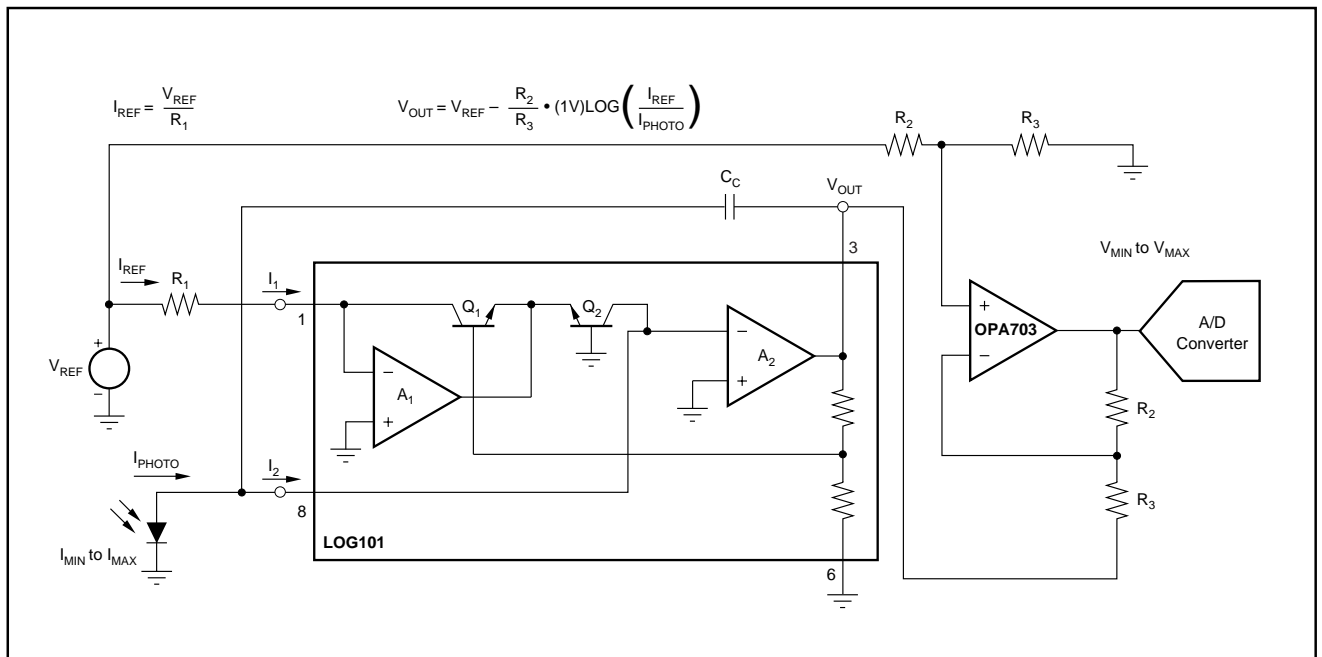 I_REF = V_REF / R_1
V_OUT = V_REF – R_2 / R_3 • (1V)LOG(I_REF / I_PHOTO)
R_2
R_3
C_C
V_OUT
3
V_MIN to V_MAX
I_REF
R_1
I_1
1
Q_1
Q_2
+
OPA703
–
A/D
Converter
V_REF
+
–
–
A_1
+
–
A_2
+
R_2
I_PHOTO
I_2
8
R_3
I_MIN to I_MAX
LOG101
6